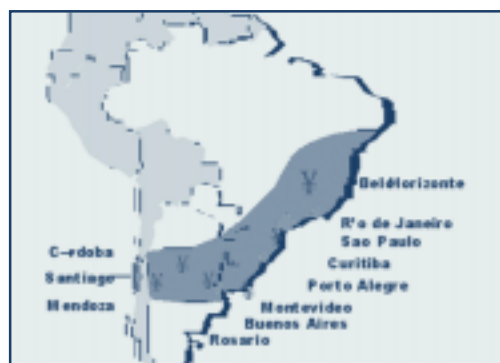 ¥
BeloHorizonte
R'o de Janeiro
Sao Paulo
C-rdoba
¥
Curitiba
Santiago
¥
¥
Porto Alegre
Mendoza
Montevideo
Buenos Aires
Rosario